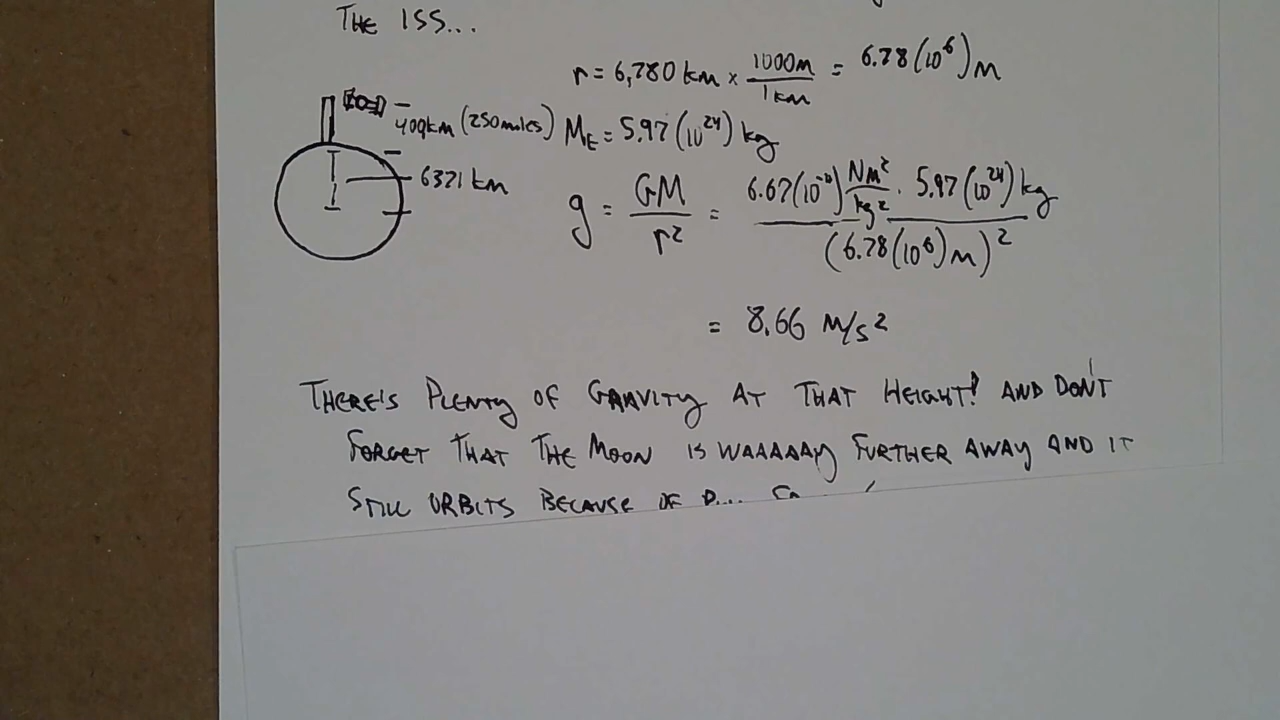 THE ISS...
r = 6,780 km × 1000m / 1km = 6.78(10^6) m
409km (250 miles)
M_E = 5.97(10^24) kg
6371 km
g = GM / r^2 = 6.67(10^-11) Nm^2/kg^2 · 5.97(10^24) kg / (6.78(10^6) m)^2
= 8.66 m/s^2
THERE'S PLENTY OF GRAVITY AT THAT HEIGHT! AND DON'T
FORGET THAT THE MOON IS WAAAAAY FURTHER AWAY AND IT
STILL ORBITS BECAUSE OF